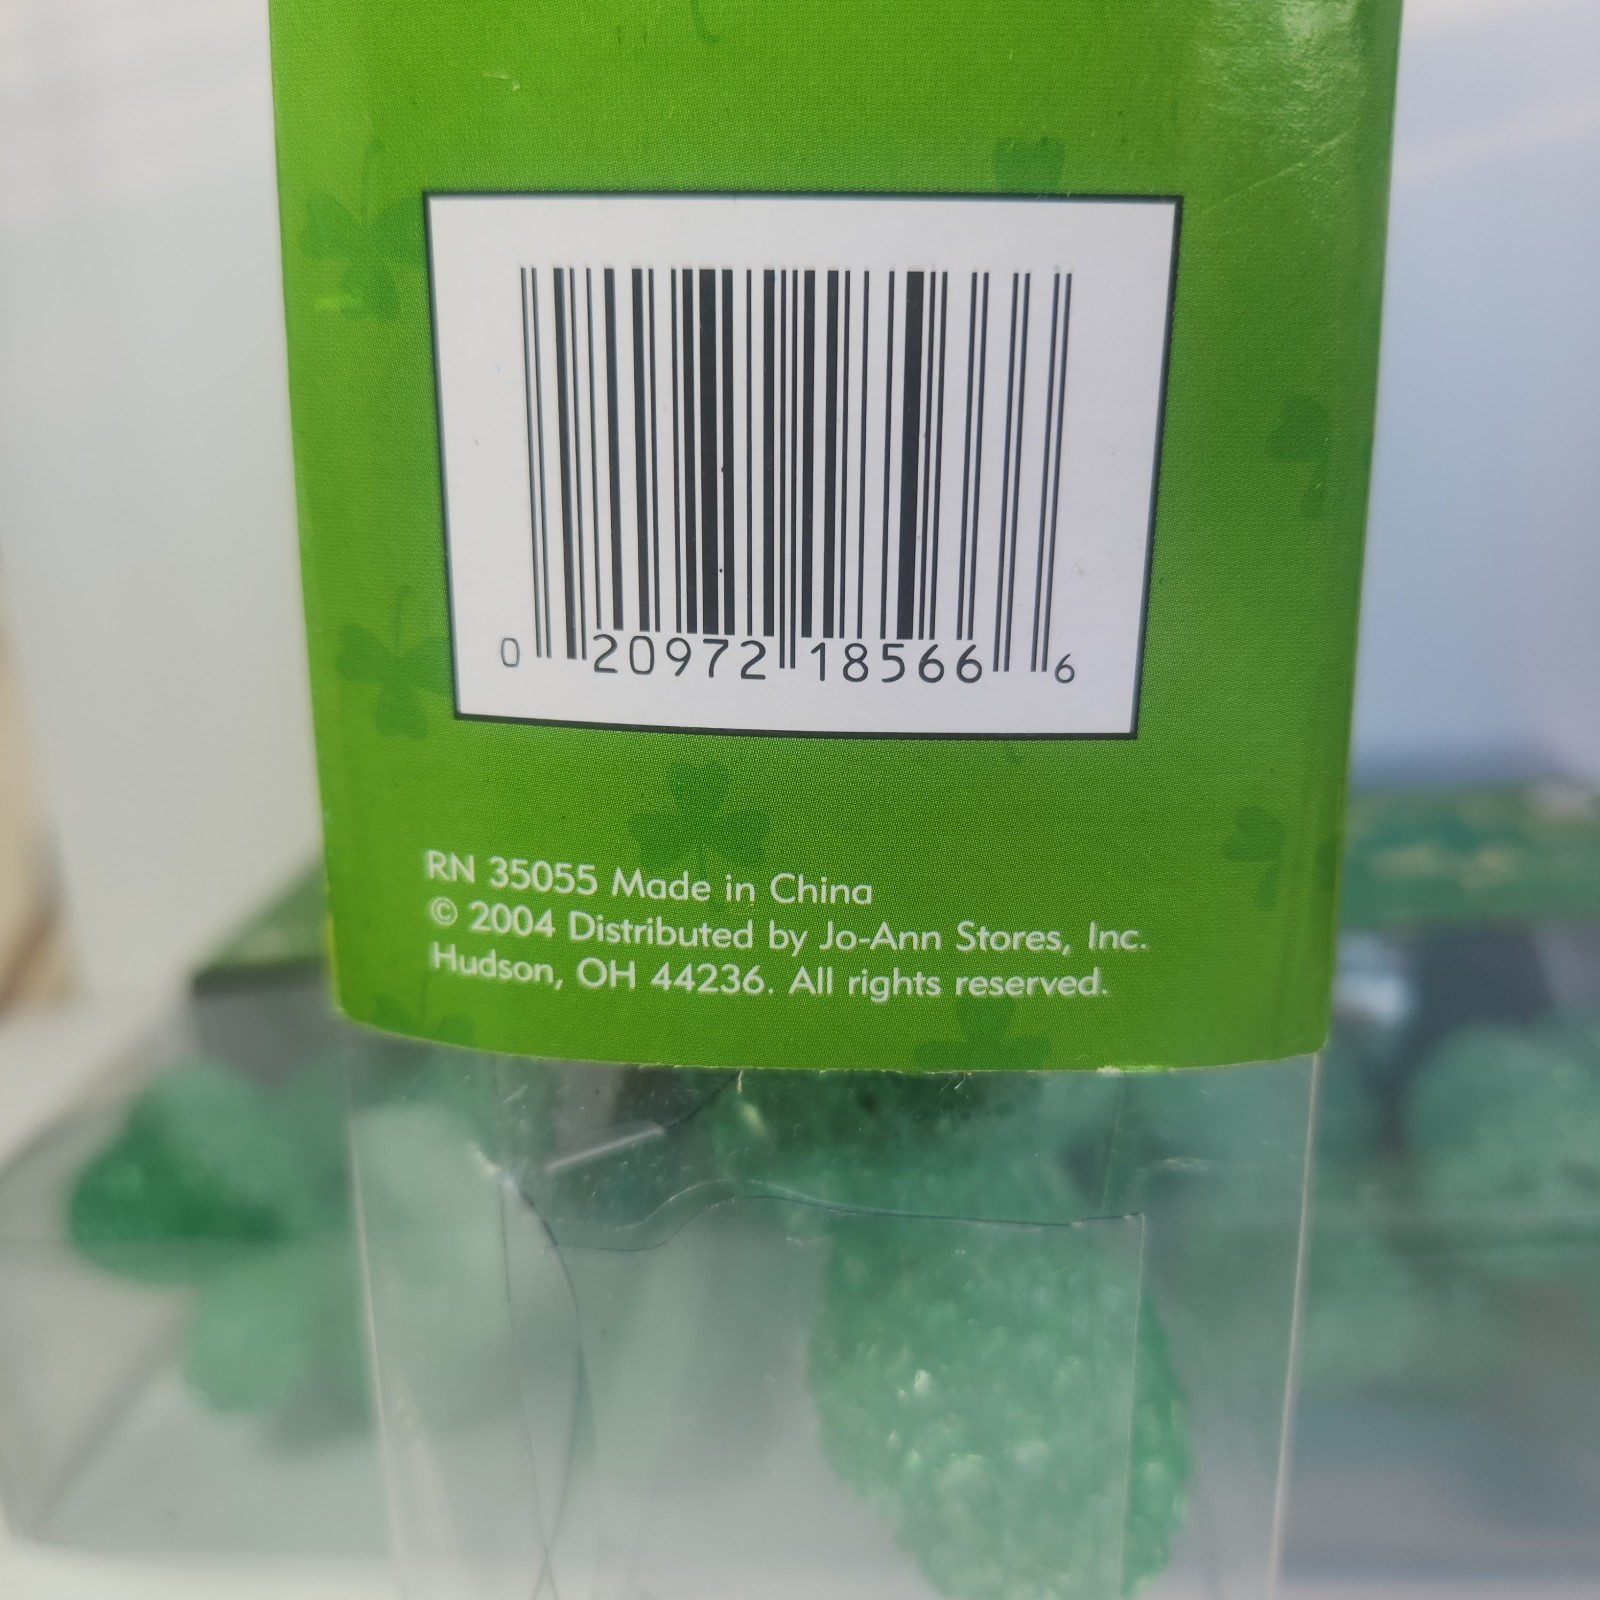 0 20972 18566 6
RN 35055 Made in China
© 2004 Distributed by Jo-Ann Stores, Inc.
Hudson, OH 44236. All rights reserved.